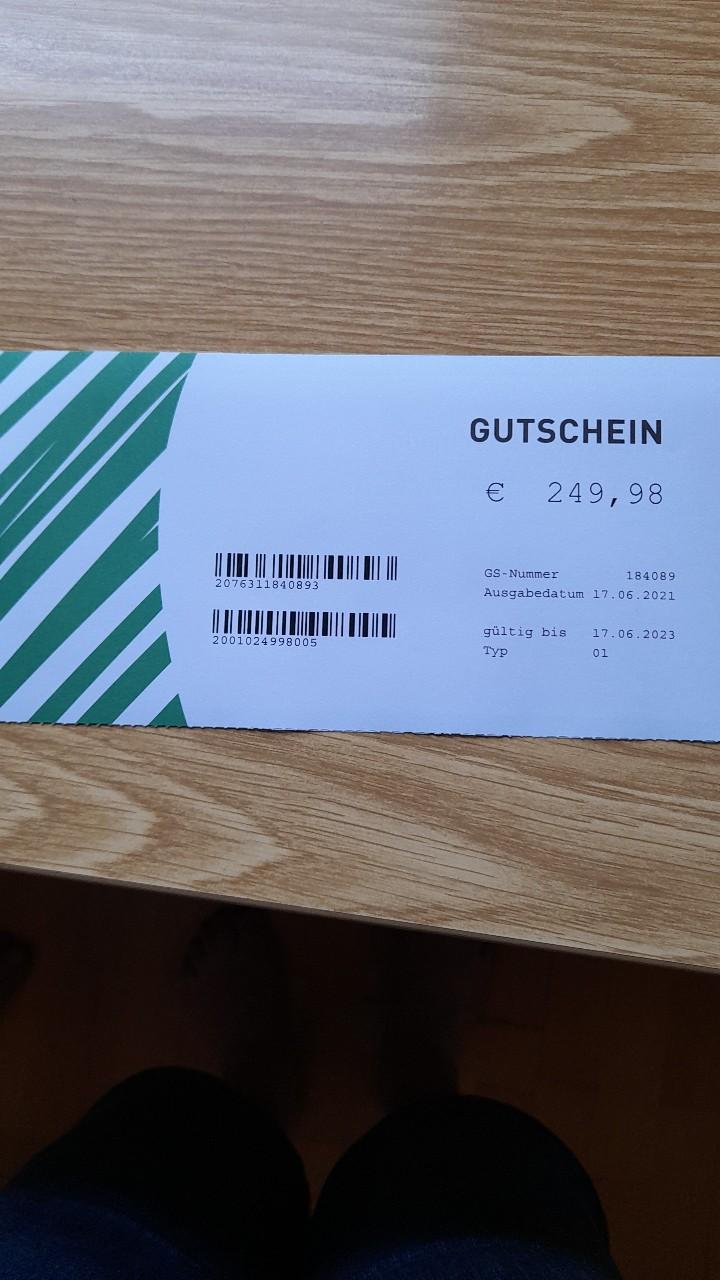 GUTSCHEIN
€ 249,98
2076311840893
2001024998005
GS-Nummer 184089
Ausgabedatum 17.06.2021
gültig bis 17.06.2023
Typ 01